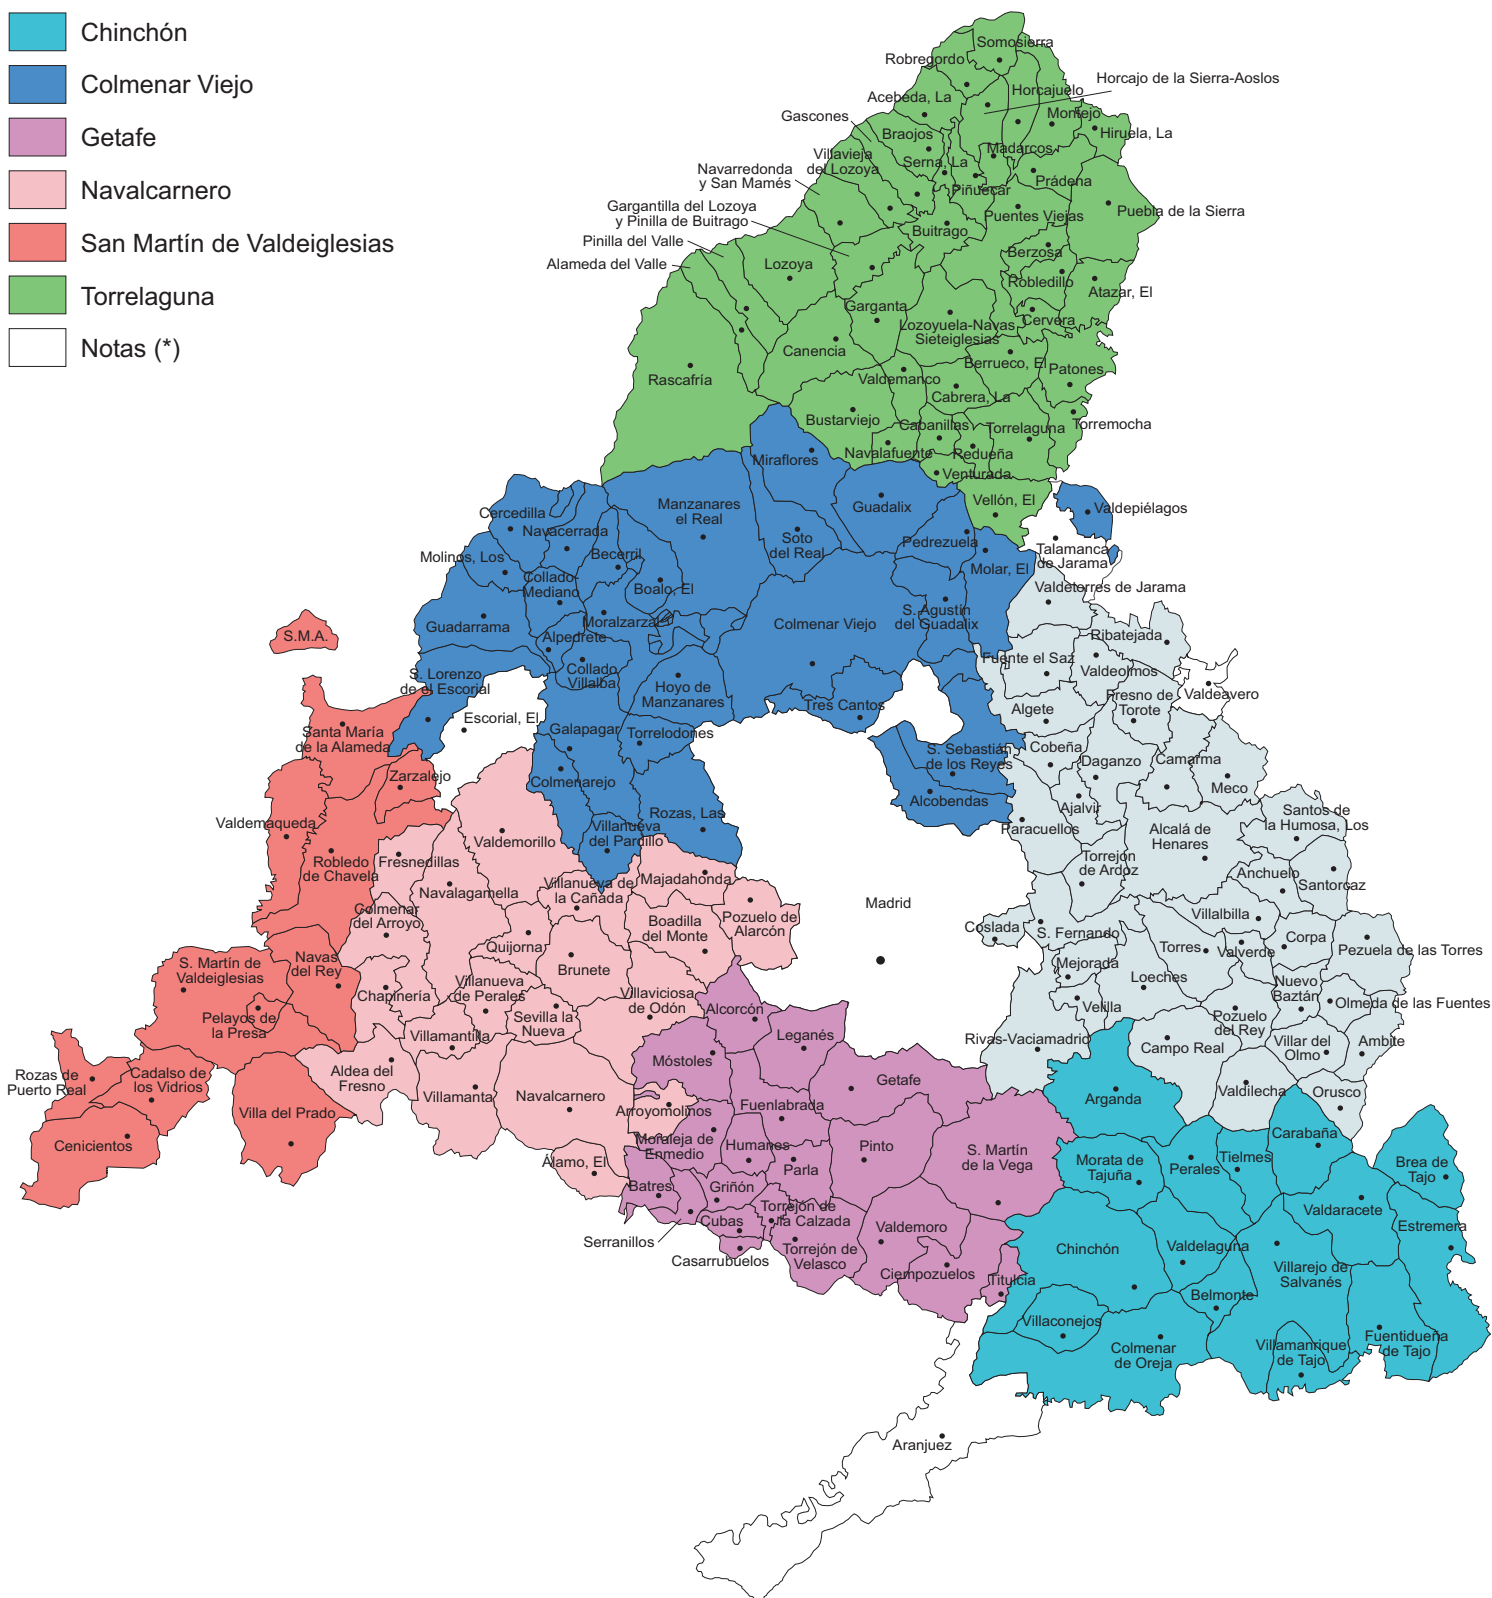 Chinchón
Colmenar Viejo
Getafe
Navalcarnero
San Martín de Valdeiglesias
Torrelaguna
Notas (*)
Somosierra
Robregordo
Horcajo de la Sierra-Aoslos
Horcajuelo
Acebeda, La
Montejo
Gascones
Hiruela, La
Braojos
Madarcos
Villavieja
del Lozoya
Serna, La
Navarredonda
y San Mamés
Prádena
Piñuecar
Gargantilla del Lozoya
y Pinilla de Buitrago
Puentes Viejas
Puebla de la Sierra
Buitrago
Pinilla del Valle
Berzosa
Alameda del Valle
Lozoya
Robledillo
Atazar, El
Garganta
Cervera
Lozoyuela-Navas
Sieteiglesias
Canencia
Berrueco, El
Patones
Rascafría
Valdemanco
Cabrera, La
Bustarviejo
Cabanillas
Torrelaguna
Torremocha
Navalafuente
Redueña
Miraflores
Venturada
Vellón, El
Manzanares
el Real
Guadalix
Valdepiélagos
Cercedilla
Navacerrada
Soto
del Real
Pedrezuela
Talamanca
de Jarama
Molinos, Los
Becerril
Molar, El
Collado-
Mediano
Boalo, El
Valdetorres de Jarama
S. Agustín
del Guadalix
Moralzarzal
Colmenar Viejo
Guadarrama
S.M.A.
Alpedrete
Ribatejada
Fuente el Saz
Collado
Villalba
Valdeolmos
S. Lorenzo
de el Escorial
Hoyo de
Manzanares
Fresno de
Torote
Valdeavero
Tres Cantos
Algete
Escorial, El
Galapagar
Torrelodones
Santa María
de la Alameda
Cobeña
S. Sebastián
de los Reyes
Daganzo
Camarma
Zarzalejo
Colmenarejo
Meco
Alcobendas
Ajalvir
Rozas, Las
Santos de
la Humosa, Los
Valdemaqueda
Villanueva
del Pardillo
Paracuellos
Alcalá de
Henares
Valdemorillo
Robledo
de Chavela
Fresnedillas
Torrejón
de Ardoz
Anchuelo
Majadahonda
Villanueva de
la Cañada
Santorcaz
Navalagamella
Madrid
Colmenar
del Arroyo
Boadilla
del Monte
Pozuelo de
Alarcón
Villalbilla
Coslada
S. Fernando
Corpa
Quijorna
Torres
Valverde
Pezuela de las Torres
Navas
del Rey
S. Martín de
Valdeiglesias
Brunete
Mejorada
Loeches
Villanueva
de Perales
Nuevo
Baztán
Chapinería
Villaviciosa
de Odón
Olmeda de las Fuentes
Velilla
Alcorcón
Pelayos de
la Presa
Sevilla la
Nueva
Pozuelo
del Rey
Villamantilla
Leganés
Rivas-Vaciamadrid
Campo Real
Villar del
Olmo
Ambite
Móstoles
Rozas de
Puerto Real
Cadalso de
los Vidrios
Aldea del
Fresno
Getafe
Valdilecha
Orusco
Villamanta
Navalcarnero
Arganda
Villa del Prado
Arroyomolinos
Fuenlabrada
Carabaña
Cenicientos
Moraleja de
Enmedio
Humanes
Pinto
S. Martín
de la Vega
Álamo, El
Parla
Morata de
Tajuña
Perales
Tielmes
Brea de
Tajo
Batres
Griñón
Valdaracete
Torrejón de
la Calzada
Cubas
Valdemoro
Estremera
Serranillos
Chinchón
Valdelaguna
Casarrubuelos
Torrejón de
Velasco
Ciempozuelos
Villarejo de
Salvanés
Titulcia
Belmonte
Villaconejos
Colmenar
de Oreja
Villamanrique
de Tajo
Fuentidueña
de Tajo
Aranjuez